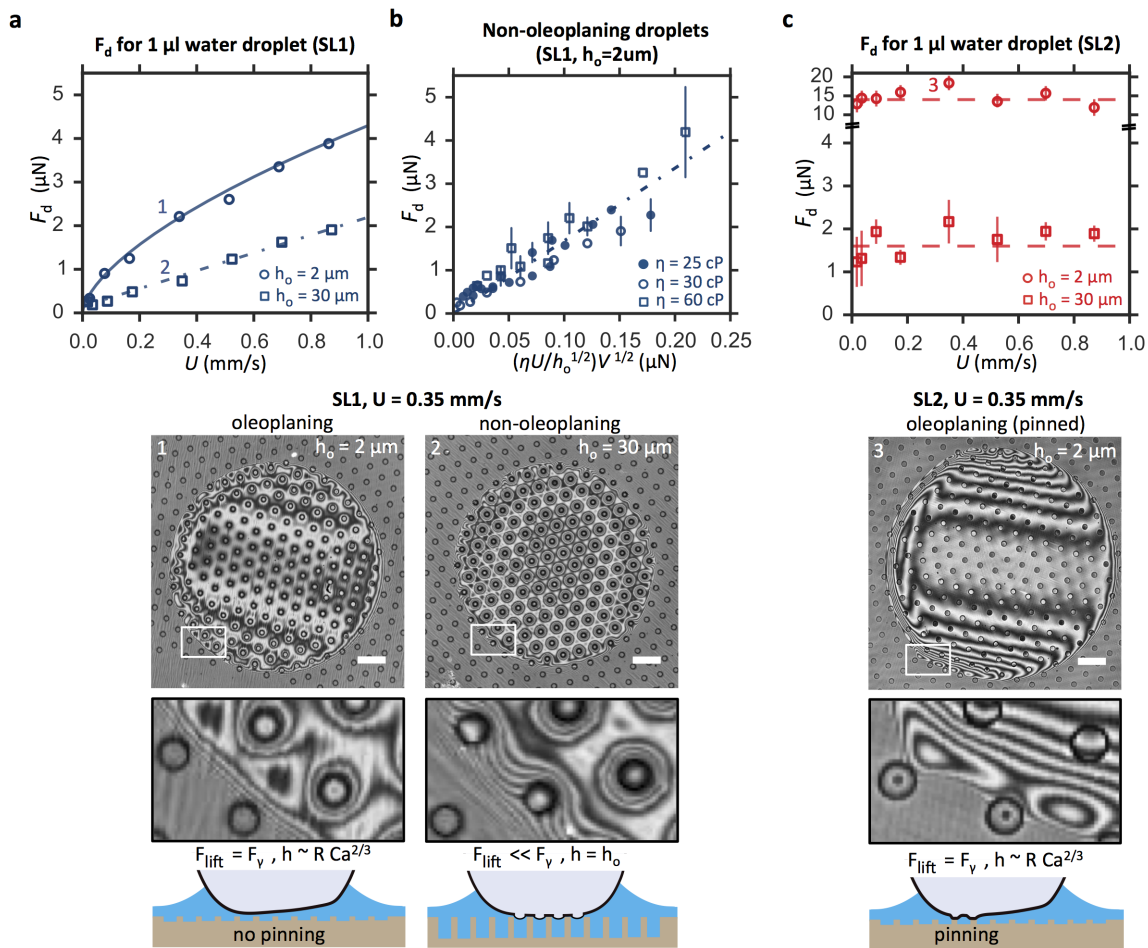 a
F_d for 1 µl water droplet (SL1)
5
4
3
2
1
0
F_d (µN)
1
2
h_o = 2 µm
h_o = 30 µm
0.0 0.2 0.4 0.6 0.8 1.0
U (mm/s)
b
Non-oleoplaning droplets
(SL1, h_o=2um)
5
4
3
2
1
0
F_d (µN)
η = 25 cP
η = 30 cP
η = 60 cP
0.00 0.05 0.10 0.15 0.20 0.25
(ηU/h_o^1/2)V^1/2 (µN)
c
F_d for 1 µl water droplet (SL2)
20
15
10
4
3
2
1
0
F_d (µN)
3
h_o = 2 µm
h_o = 30 µm
0.0 0.2 0.4 0.6 0.8 1.0
U (mm/s)
SL1, U = 0.35 mm/s
oleoplaning non-oleoplaning
1 h_o = 2 µm
2 h_o = 30 µm
F_lift = F_γ , h ~ R Ca^2/3
F_lift << F_γ , h = h_o
no pinning
SL2, U = 0.35 mm/s
oleoplaning (pinned)
3 h_o = 2 µm
F_lift = F_γ , h ~ R Ca^2/3
pinning